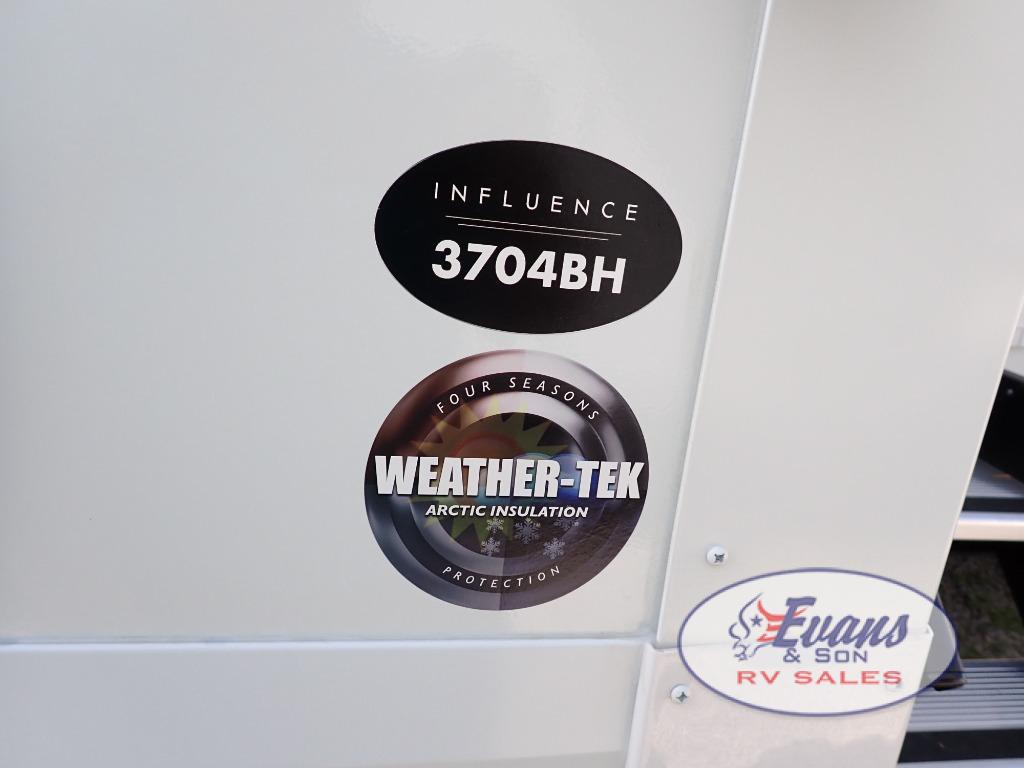 INFLUENCE
3704BH
FOUR SEASONS
WEATHER-TEK
ARCTIC INSULATION
PROTECTION
Evans
& SON
RV SALES